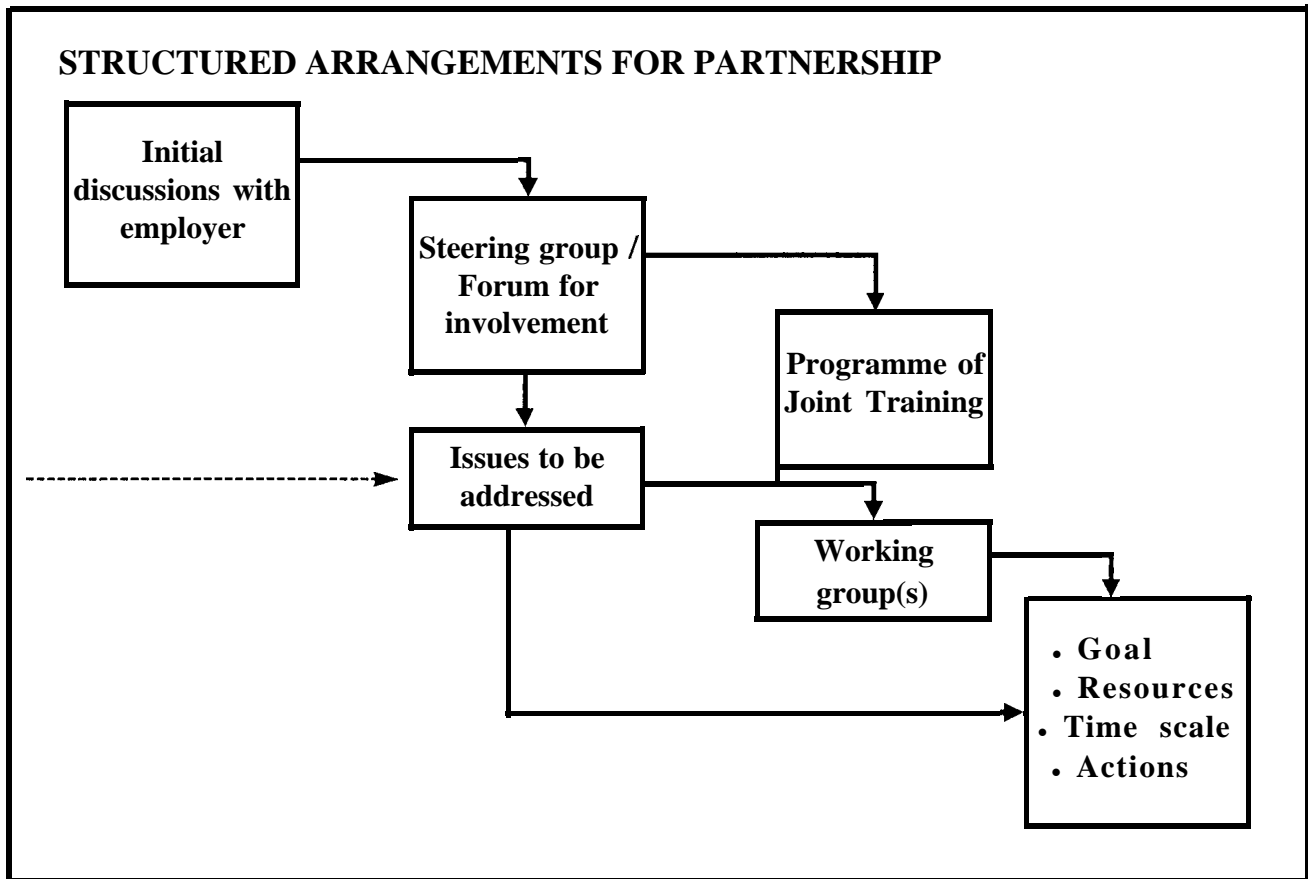 STRUCTURED ARRANGEMENTS FOR PARTNERSHIP
Initial
discussions with
employer
Steering group /
Forum for
involvement
Programme of
Joint Training
Issues to be
addressed
Working
group(s)
• Goal
• Resources
• Time scale
• Actions